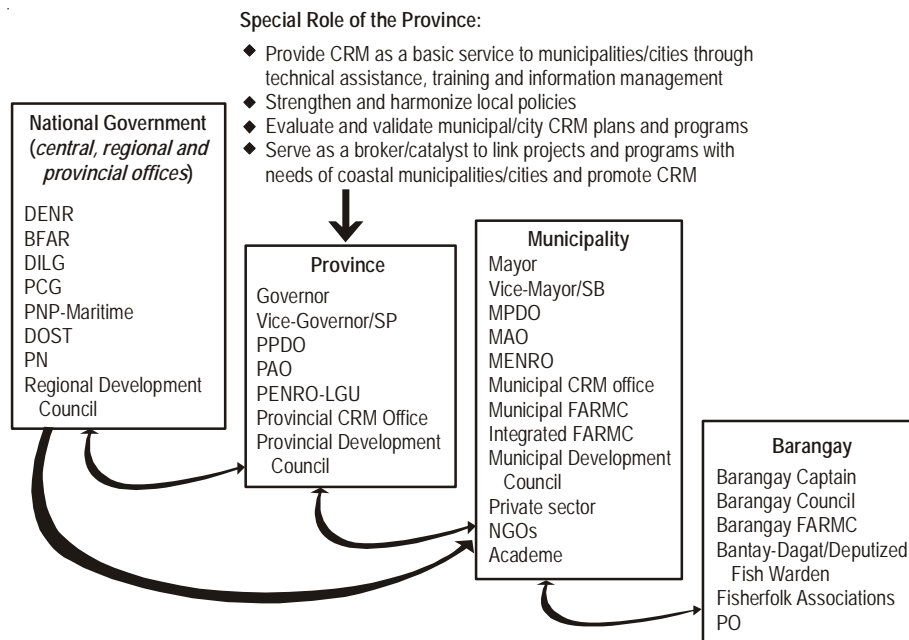 Special Role of the Province:
◆ Provide CRM as a basic service to municipalities/cities through
technical assistance, training and information management
◆ Strengthen and harmonize local policies
◆ Evaluate and validate municipal/city CRM plans and programs
◆ Serve as a broker/catalyst to link projects and programs with
needs of coastal municipalities/cities and promote CRM
National Government
(central, regional and
provincial offices)
DENR
BFAR
DILG
PCG
PNP-Maritime
DOST
PN
Regional Development
Council
Province
Governor
Vice-Governor/SP
PPDO
PAO
PENRO-LGU
Provincial CRM Office
Provincial Development
Council
Municipality
Mayor
Vice-Mayor/SB
MPDO
MAO
MENRO
Municipal CRM office
Municipal FARMC
Integrated FARMC
Municipal Development
Council
Private sector
NGOs
Academe
Barangay
Barangay Captain
Barangay Council
Barangay FARMC
Bantay-Dagat/Deputized
Fish Warden
Fisherfolk Associations
PO